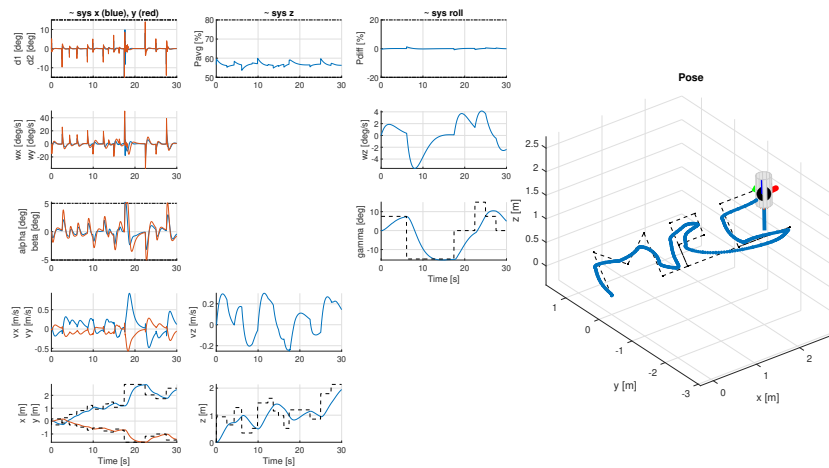 ~ sys x (blue), y (red)
~ sys z
~ sys roll
d1 [deg]
d2 [deg]
10
0
-10
0 10 20 30
Pavg [%]
80
70
60
50
0 10 20 30
Pdiff [%]
20
0
-20
0 10 20 30
wx [deg/s]
wy [deg/s]
40
20
0
-20
0 10 20 30
wz [deg/s]
4
2
0
-2
-4
0 10 20 30
alpha [deg]
beta [deg]
5
0
-5
0 10 20 30
gamma [deg]
10
0
-10
0 10 20 30
Time [s]
vx [m/s]
vy [m/s]
0.5
0
-0.5
0 10 20 30
vz [m/s]
0.2
0
-0.2
0 10 20 30
x [m]
y [m]
2
1
0
-1
0 10 20 30
Time [s]
z [m]
2
1
0
0 10 20 30
Time [s]
Pose
z [m]
2.5
2
1.5
1
0.5
0
1
0
-1
-2
-3
y [m]
0
1
2
x [m]